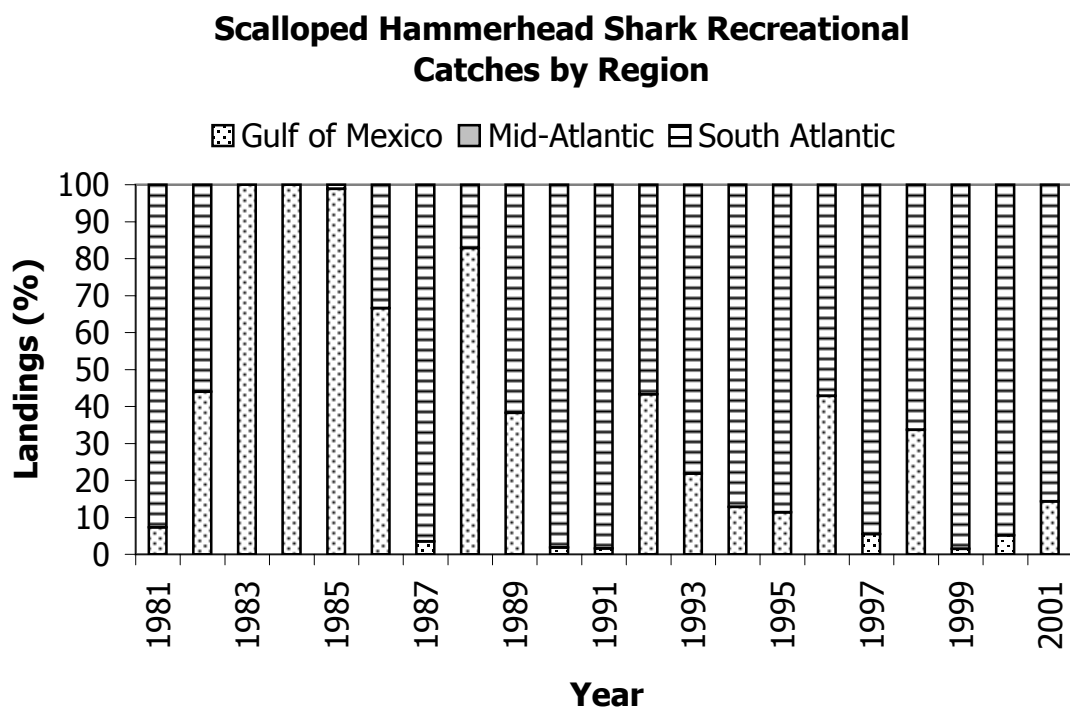 Scalloped Hammerhead Shark Recreational
Catches by Region
Gulf of Mexico Mid-Atlantic South Atlantic
100
90
80
70
60
50
40
30
20
10
0
Landings (%)
1981 1983 1985 1987 1989 1991 1993 1995 1997 1999 2001
Year